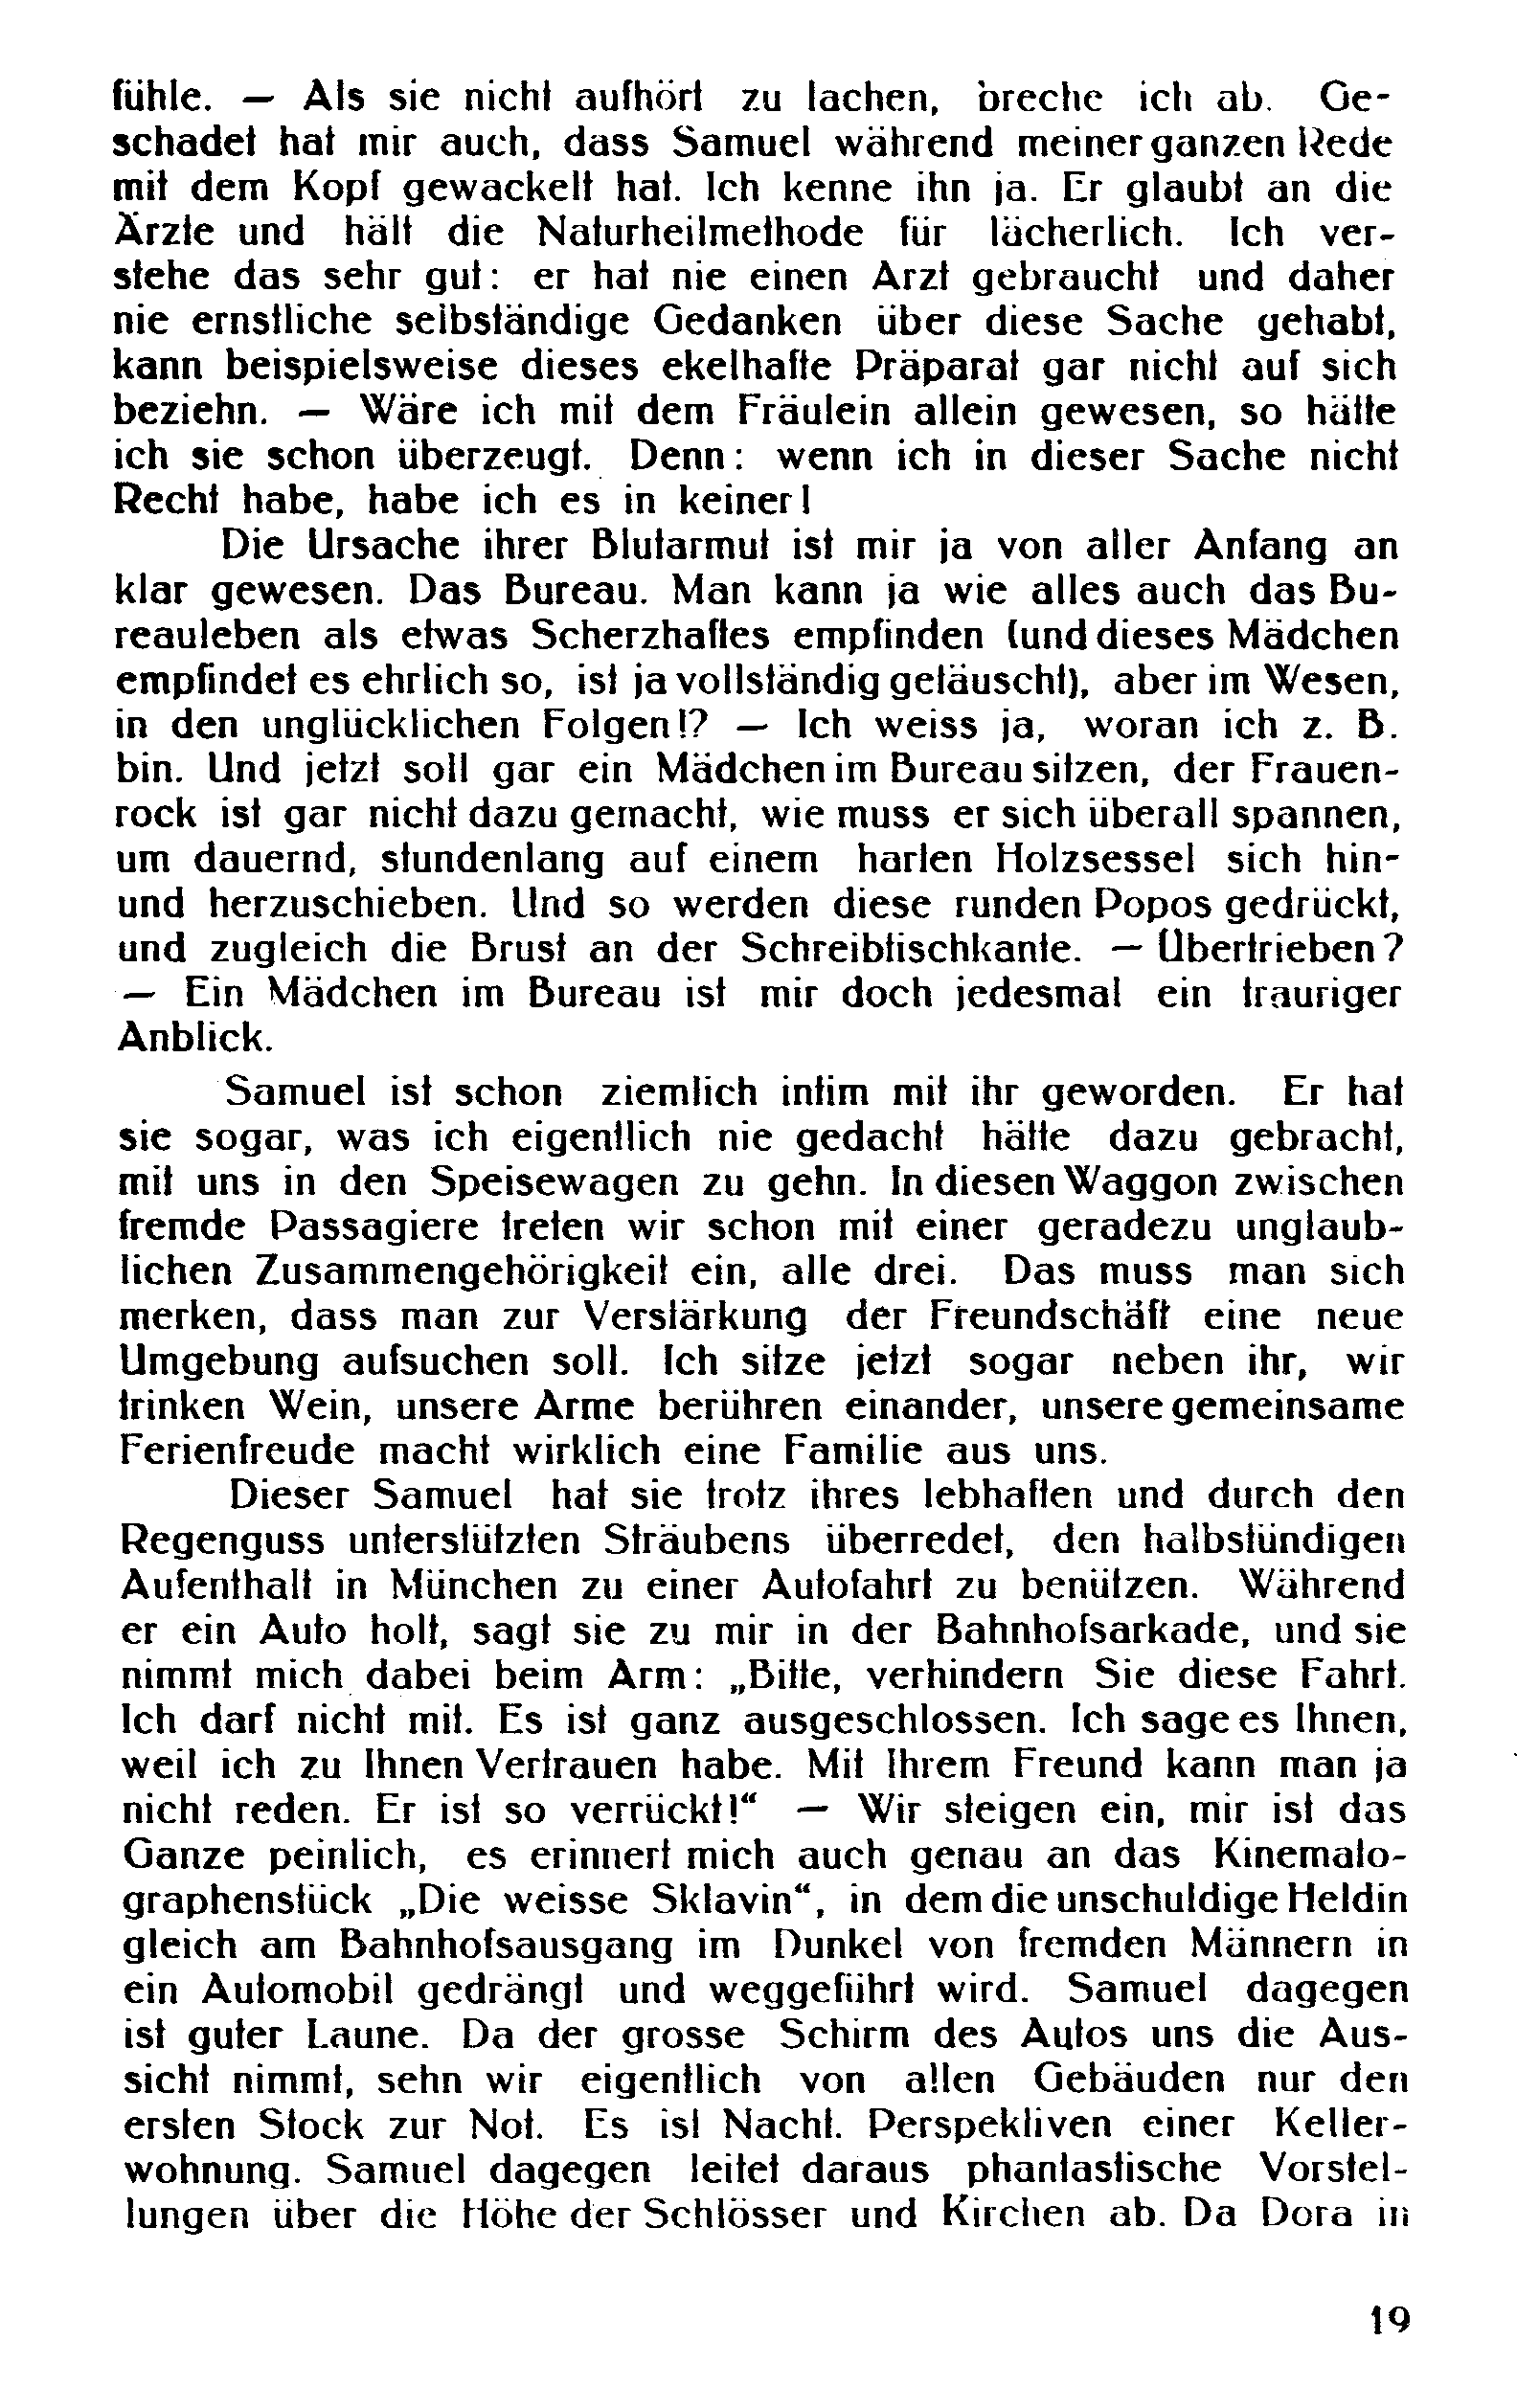 fühle. — Als sie nicht aufhört zu lachen, breche ich ab. Ge-
schadet hat mir auch, dass Samuel während meiner ganzen Rede
mit dem Kopf gewackelt hat. Ich kenne ihn ja. Er glaubt an die
Ärzte und hält die Naturheilmethode für lächerlich. Ich ver-
stehe das sehr gut: er hat nie einen Arzt gebraucht und daher
nie ernstliche selbständige Gedanken über diese Sache gehabt,
kann beispielsweise dieses ekelhafte Präparat gar nicht auf sich
beziehn. — Wäre ich mit dem Fräulein allein gewesen, so hätte
ich sie schon überzeugt. Denn: wenn ich in dieser Sache nicht
Recht habe, habe ich es in keiner!
Die Ursache ihrer Blutarmut ist mir ja von aller Anfang an
klar gewesen. Das Bureau. Man kann ja wie alles auch das Bu-
reauleben als etwas Scherzhaftes empfinden (und dieses Mädchen
empfindet es ehrlich so, ist ja vollständig getäuscht), aber im Wesen,
in den unglücklichen Folgen!? — Ich weiss ja, woran ich z. B.
bin. Und jetzt soll gar ein Mädchen im Bureau sitzen, der Frauen-
rock ist gar nicht dazu gemacht, wie muss er sich überall spannen,
um dauernd, stundenlang auf einem harten Holzsessel sich hin-
und herzuschieben. Und so werden diese runden Popos gedrückt,
und zugleich die Brust an der Schreibtischkante. — Übertrieben?
— Ein Mädchen im Bureau ist mir doch jedesmal ein trauriger
Anblick.
Samuel ist schon ziemlich intim mit ihr geworden. Er hat
sie sogar, was ich eigentlich nie gedacht hätte dazu gebracht,
mit uns in den Speisewagen zu gehn. In diesen Waggon zwischen
fremde Passagiere treten wir schon mit einer geradezu unglaub-
lichen Zusammengehörigkeit ein, alle drei. Das muss man sich
merken, dass man zur Verstärkung der Freundschäft eine neue
Umgebung aufsuchen soll. Ich sitze jetzt sogar neben ihr, wir
trinken Wein, unsere Arme berühren einander, unsere gemeinsame
Ferienfreude macht wirklich eine Familie aus uns.
Dieser Samuel hat sie trotz ihres lebhaften und durch den
Regenguss unterstützten Sträubens überredet, den halbstündigen
Aufenthalt in München zu einer Autofahrt zu benützen. Während
er ein Auto holt, sagt sie zu mir in der Bahnhofsarkade, und sie
nimmt mich dabei beim Arm: „Bitte, verhindern Sie diese Fahrt.
Ich darf nicht mit. Es ist ganz ausgeschlossen. Ich sage es Ihnen,
weil ich zu Ihnen Vertrauen habe. Mit Ihrem Freund kann man ja
nicht reden. Er ist so verrückt!“ — Wir steigen ein, mir ist das
Ganze peinlich, es erinnert mich auch genau an das Kinemato-
graphenstück „Die weisse Sklavin“, in dem die unschuldige Heldin
gleich am Bahnhofsausgang im Dunkel von fremden Männern in
ein Automobil gedrängt und weggeführt wird. Samuel dagegen
ist guter Laune. Da der grosse Schirm des Autos uns die Aus-
sicht nimmt, sehn wir eigentlich von allen Gebäuden nur den
ersten Stock zur Not. Es ist Nacht. Perspektiven einer Keller-
wohnung. Samuel dagegen leitet daraus phantastische Vorstel-
lungen über die Höhe der Schlösser und Kirchen ab. Da Dora in
19